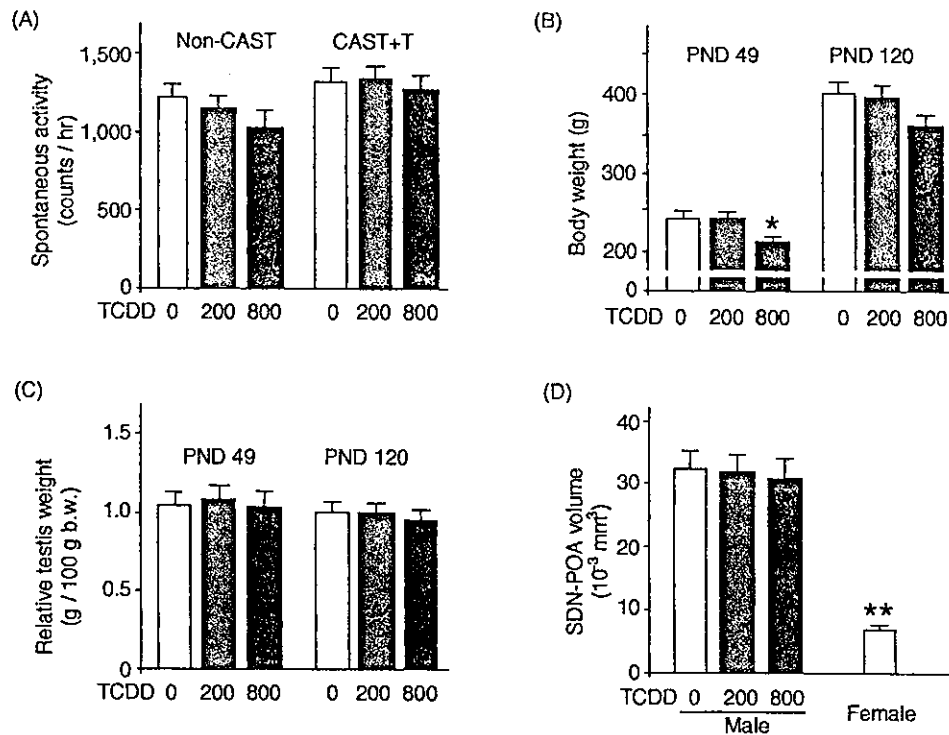 (A)
Spontaneous activity
(counts / hr)
1,500
1,000
500
0
Non-CAST
CAST+T
TCDD 0 200 800 0 200 800
(B)
Body weight (g)
400
200
0
PND 49
PND 120
*
TCDD 0 200 800 0 200 800
(C)
Relative testis weight
(g / 100 g b.w.)
1.5
1.0
0.5
0
PND 49
PND 120
TCDD 0 200 800 0 200 800
(D)
SDN-POA volume
(10⁻³ mm³)
40
30
20
10
0
**
TCDD 0 200 800
Male
Female